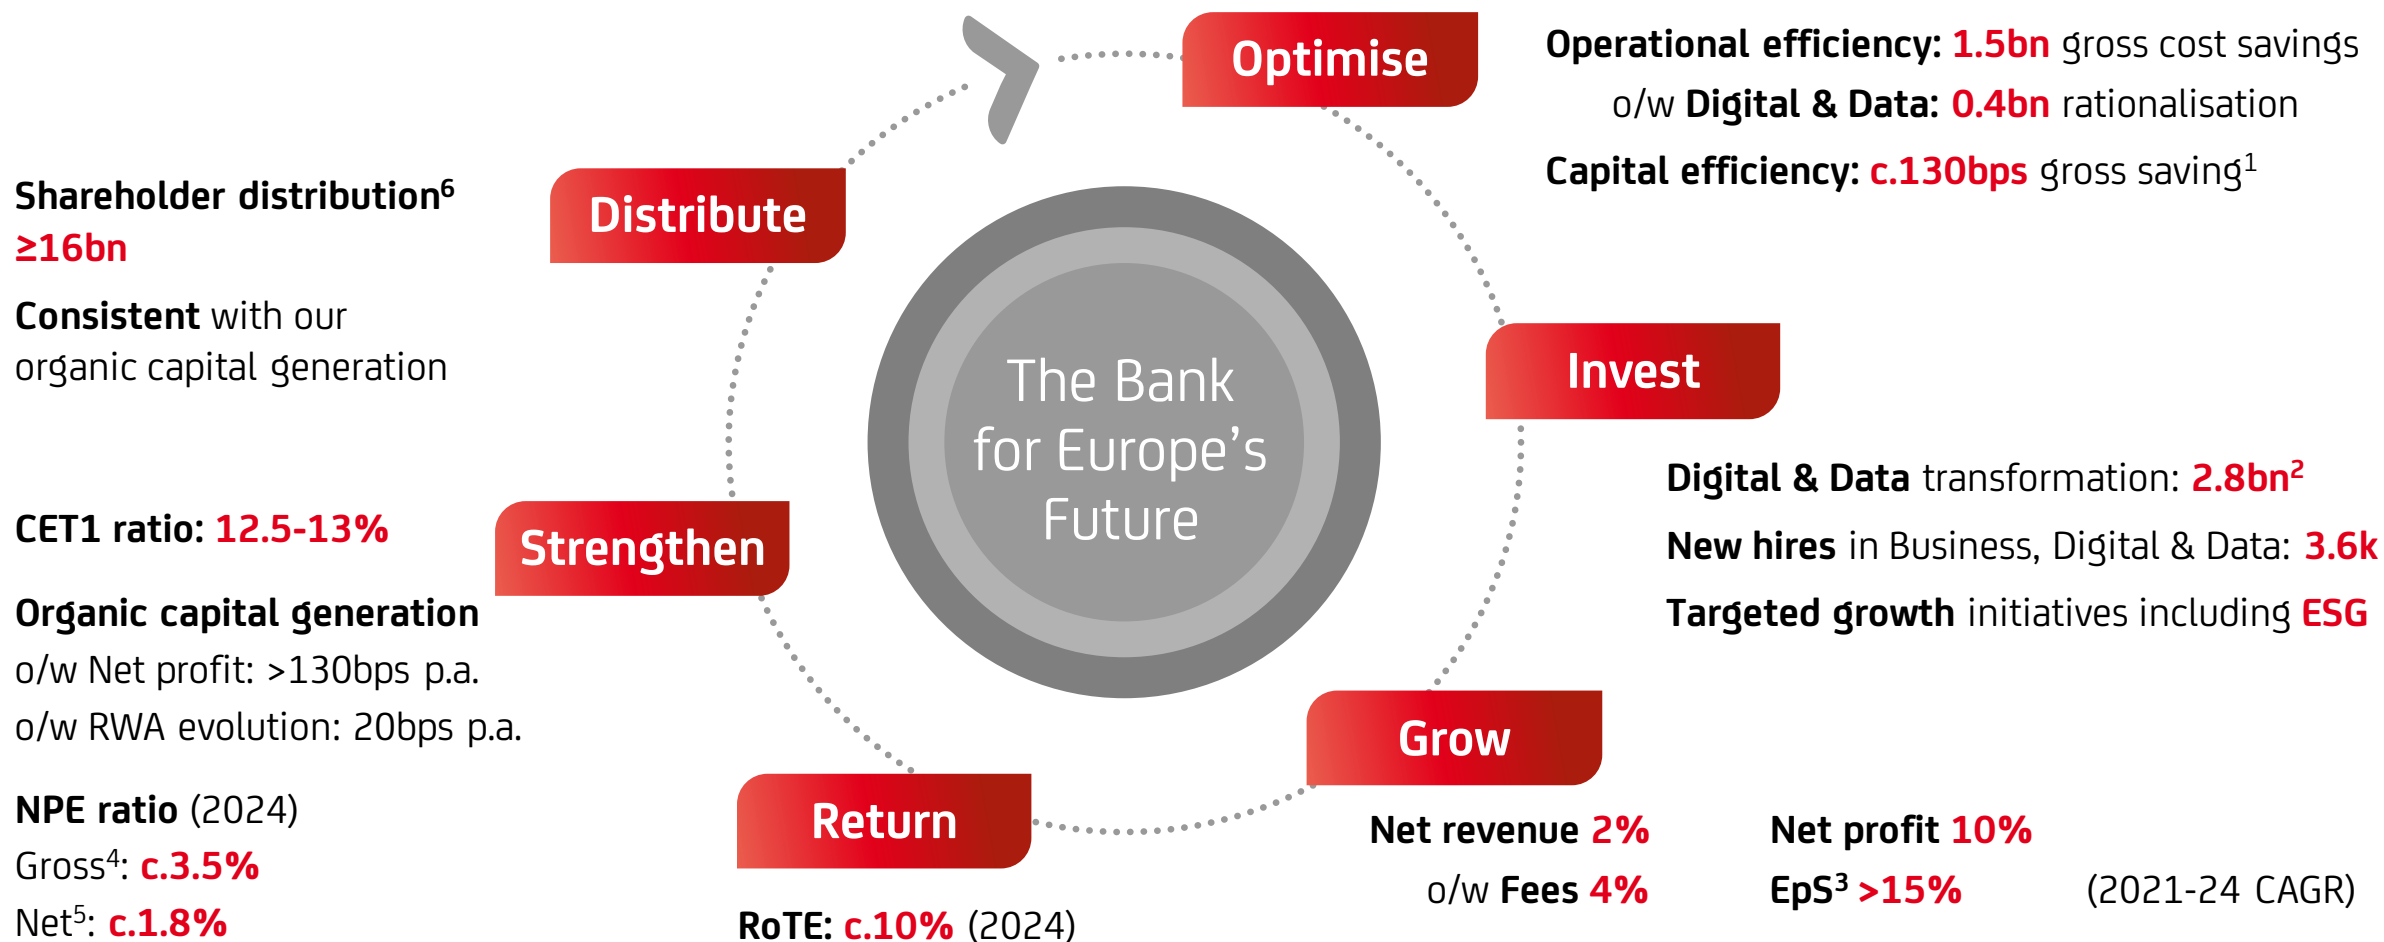 Optimise
Operational efficiency: 1.5bn gross cost savings
o/w Digital & Data: 0.4bn rationalisation
Capital efficiency: c.130bps gross saving¹
Invest
Digital & Data transformation: 2.8bn²
New hires in Business, Digital & Data: 3.6k
Targeted growth initiatives including ESG
Grow
Net revenue 2%
o/w Fees 4%
Net profit 10%
EpS³ >15%
(2021-24 CAGR)
Return
RoTE: c.10% (2024)
Strengthen
CET1 ratio: 12.5-13%
Organic capital generation
o/w Net profit: >130bps p.a.
o/w RWA evolution: 20bps p.a.
NPE ratio (2024)
Gross⁴: c.3.5%
Net⁵: c.1.8%
Distribute
Shareholder distribution⁶
≥16bn
Consistent with our
organic capital generation
The Bank
for Europe’s
Future